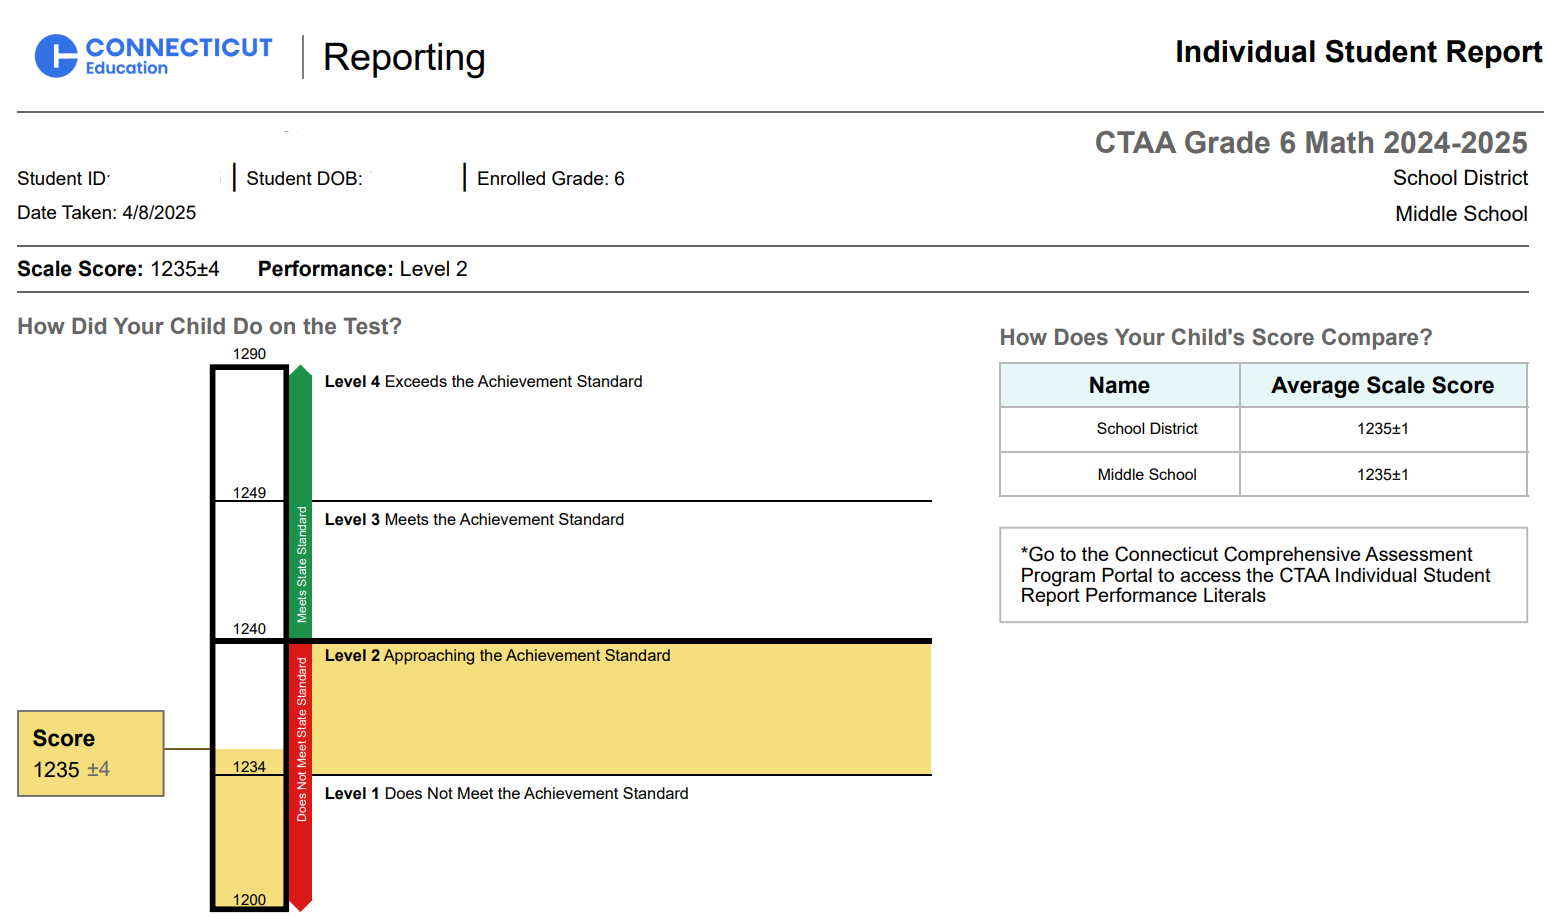 CONNECTICUT
Education
Reporting
Individual Student Report
CTAA Grade 6 Math 2024-2025
Student ID:
Student DOB:
Enrolled Grade: 6
School District
Date Taken: 4/8/2025
Middle School
Scale Score: 1235±4
Performance: Level 2
How Did Your Child Do on the Test?
1290
Level 4 Exceeds the Achievement Standard
1249
Level 3 Meets the Achievement Standard
Meets State Standard
1240
Level 2 Approaching the Achievement Standard
Does Not Meet State Standard
Score
1235 ±4
1234
Level 1 Does Not Meet the Achievement Standard
1200
How Does Your Child's Score Compare?
Name Average Scale Score
School District 1235±1
Middle School 1235±1
*Go to the Connecticut Comprehensive Assessment
Program Portal to access the CTAA Individual Student
Report Performance Literals